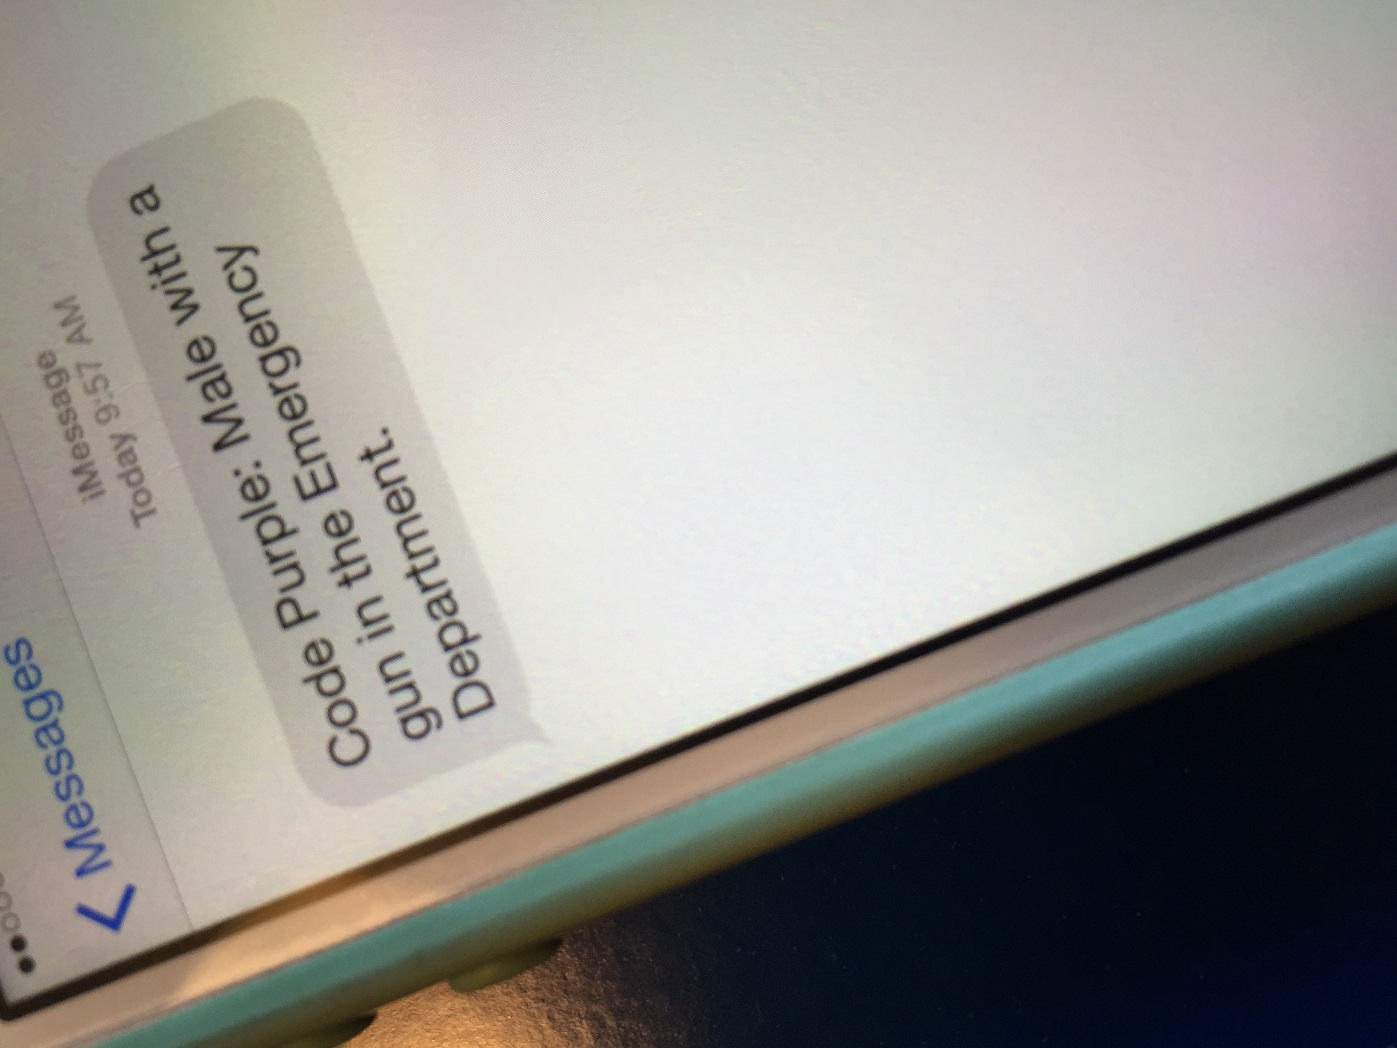 Messages
iMessage
Today 9:57 AM
Code Purple: Male with a
gun in the Emergency
Department.